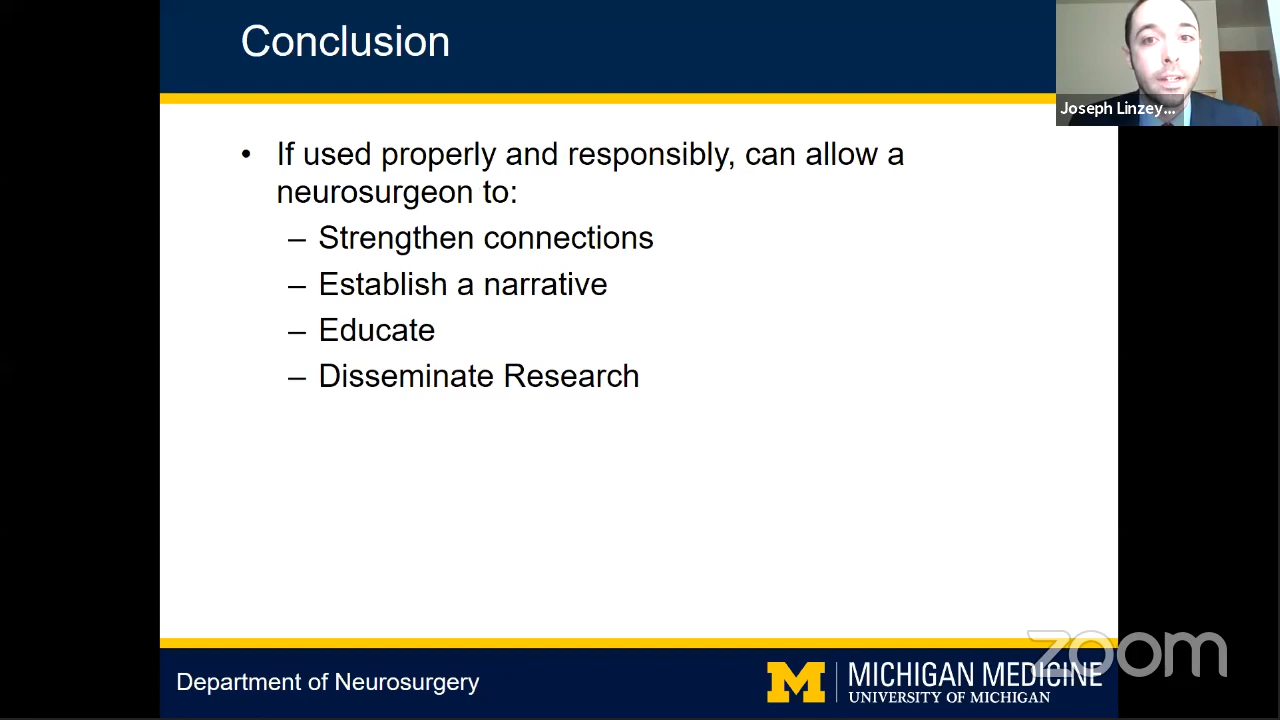 Conclusion
Joseph Linzey...
• If used properly and responsibly, can allow a
neurosurgeon to:
– Strengthen connections
– Establish a narrative
– Educate
– Disseminate Research
zoom
Department of Neurosurgery
M
MICHIGAN MEDICINE
UNIVERSITY OF MICHIGAN